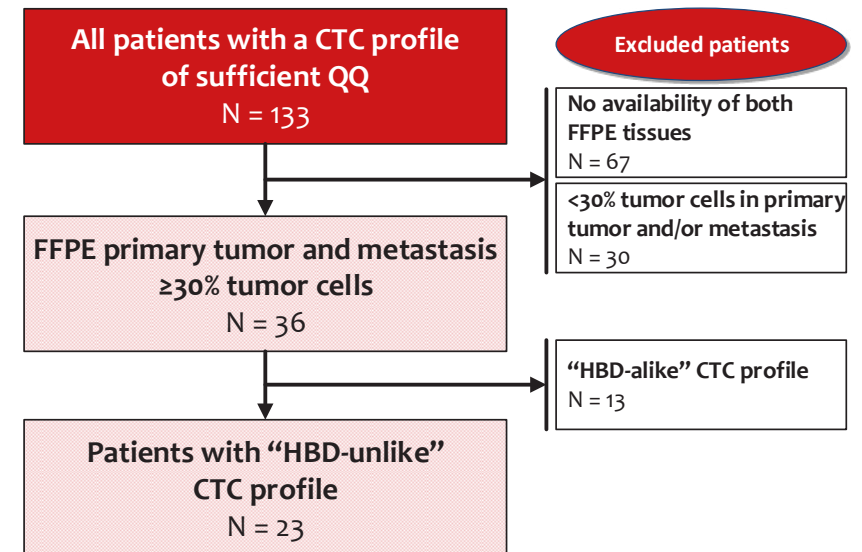 All patients with a CTC profile
of sufficient QQ
N = 133
Excluded patients
No availability of both
FFPE tissues
N = 67
<30% tumor cells in primary
tumor and/or metastasis
N = 30
FFPE primary tumor and metastasis
≥30% tumor cells
N = 36
“HBD-alike” CTC profile
N = 13
Patients with “HBD-unlike”
CTC profile
N = 23